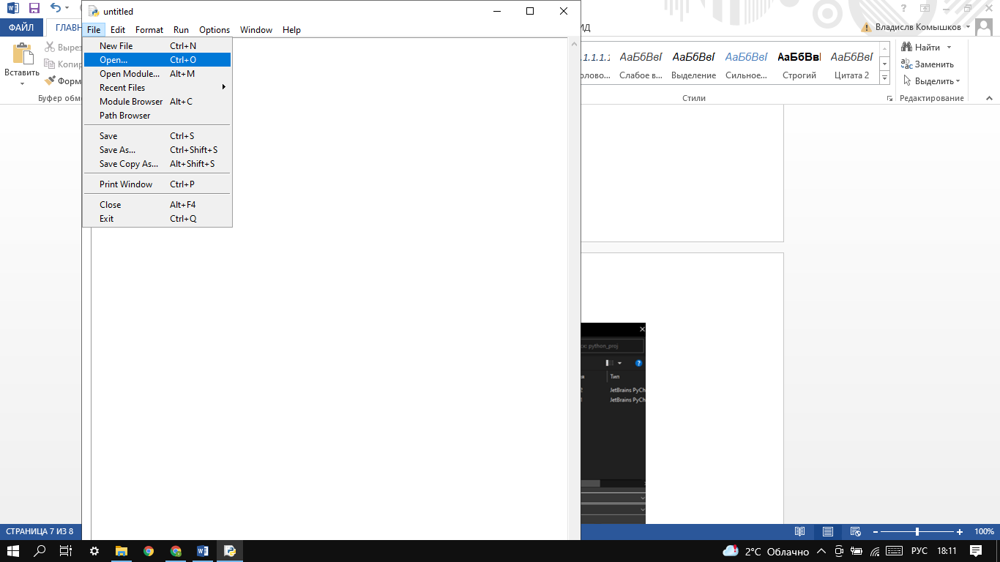 untitled
ФАЙЛ
ГЛАВН
File Edit Format Run Options Window Help
New File Ctrl+N
Open... Ctrl+O
Open Module... Alt+M
Recent Files
Module Browser Alt+C
Path Browser
Save Ctrl+S
Save As... Ctrl+Shift+S
Save Copy As... Alt+Shift+S
Print Window Ctrl+P
Close Alt+F4
Exit Ctrl+Q
Вставить
Вырез
Копир
Форм
Буфер обм
ИД
Владислв Комышков
.1.1.1.1 АаБбВвГ АаБбВвГ АаБбВвГ АаБбВвІ АаБбВвГ
олово... Слабое в... Выделение Сильное... Строгий Цитата 2
Стили
Найти
Заменить
Выделить
Редактирование
ск: python_proj
Тип
JetBrains PyCh
JetBrains PyCh
СТРАНИЦА 7 ИЗ 8
100%
2°C Облачно
РУС
18:11